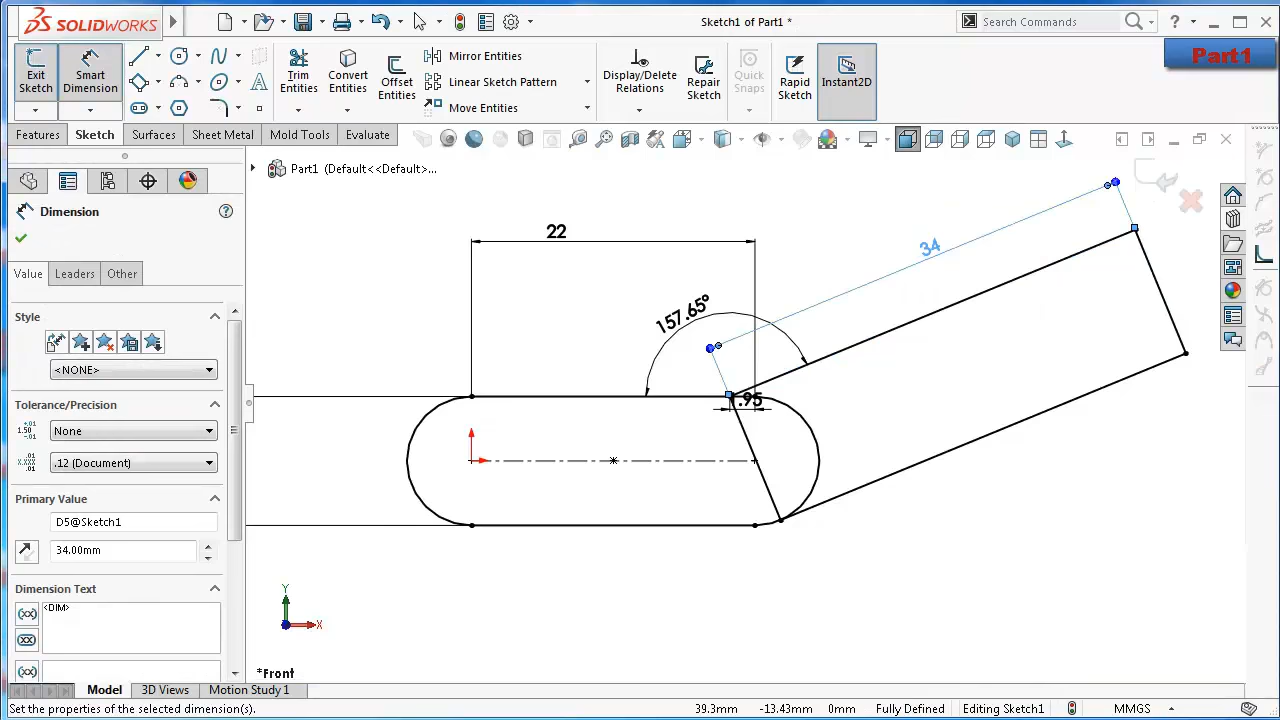 SOLIDWORKS
Sketch1 of Part1 *
Search Commands
Part1
Exit Sketch
Smart Dimension
Trim Entities
Convert Entities
Offset Entities
Mirror Entities
Linear Sketch Pattern
Move Entities
Display/Delete Relations
Repair Sketch
Quick Snaps
Rapid Sketch
Instant2D
Features
Sketch
Surfaces
Sheet Metal
Mold Tools
Evaluate
Part1 (Default<<Default>...
Dimension
Value
Leaders
Other
Style
<NONE>
Tolerance/Precision
None
.12 (Document)
Primary Value
D5@Sketch1
34.00mm
Dimension Text
<DIM>
22
34
157.65°
Y
X
*Front
Model
3D Views
Motion Study 1
Set the properties of the selected dimension(s).
39.3mm
-13.43mm
0mm
Fully Defined
Editing Sketch1
MMGS